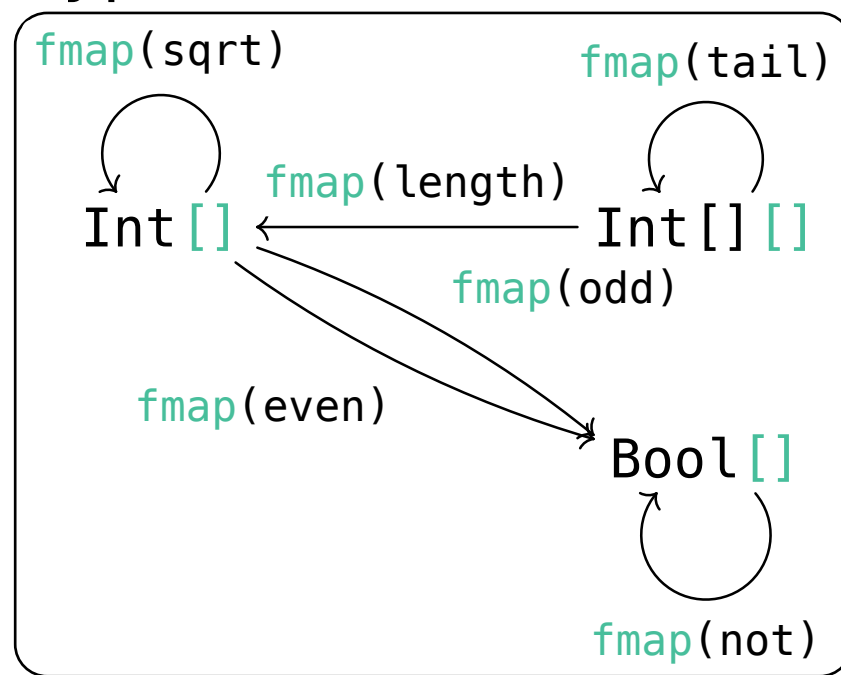 fmap(sqrt)
fmap(tail)
fmap(length)
Int[]
Int[][]
fmap(odd)
fmap(even)
Bool[]
fmap(not)